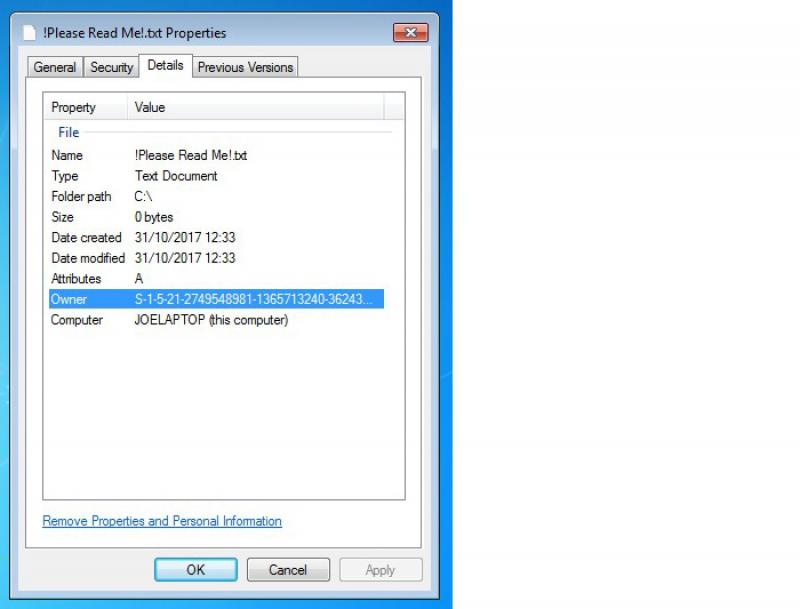 !Please Read Me!.txt Properties
General Security Details Previous Versions
Property Value
File
Name !Please Read Me!.txt
Type Text Document
Folder path C:\
Size 0 bytes
Date created 31/10/2017 12:33
Date modified 31/10/2017 12:33
Attributes A
Owner S-1-5-21-2749548981-1365713240-36243...
Computer JOELAPTOP (this computer)
Remove Properties and Personal Information
OK Cancel Apply